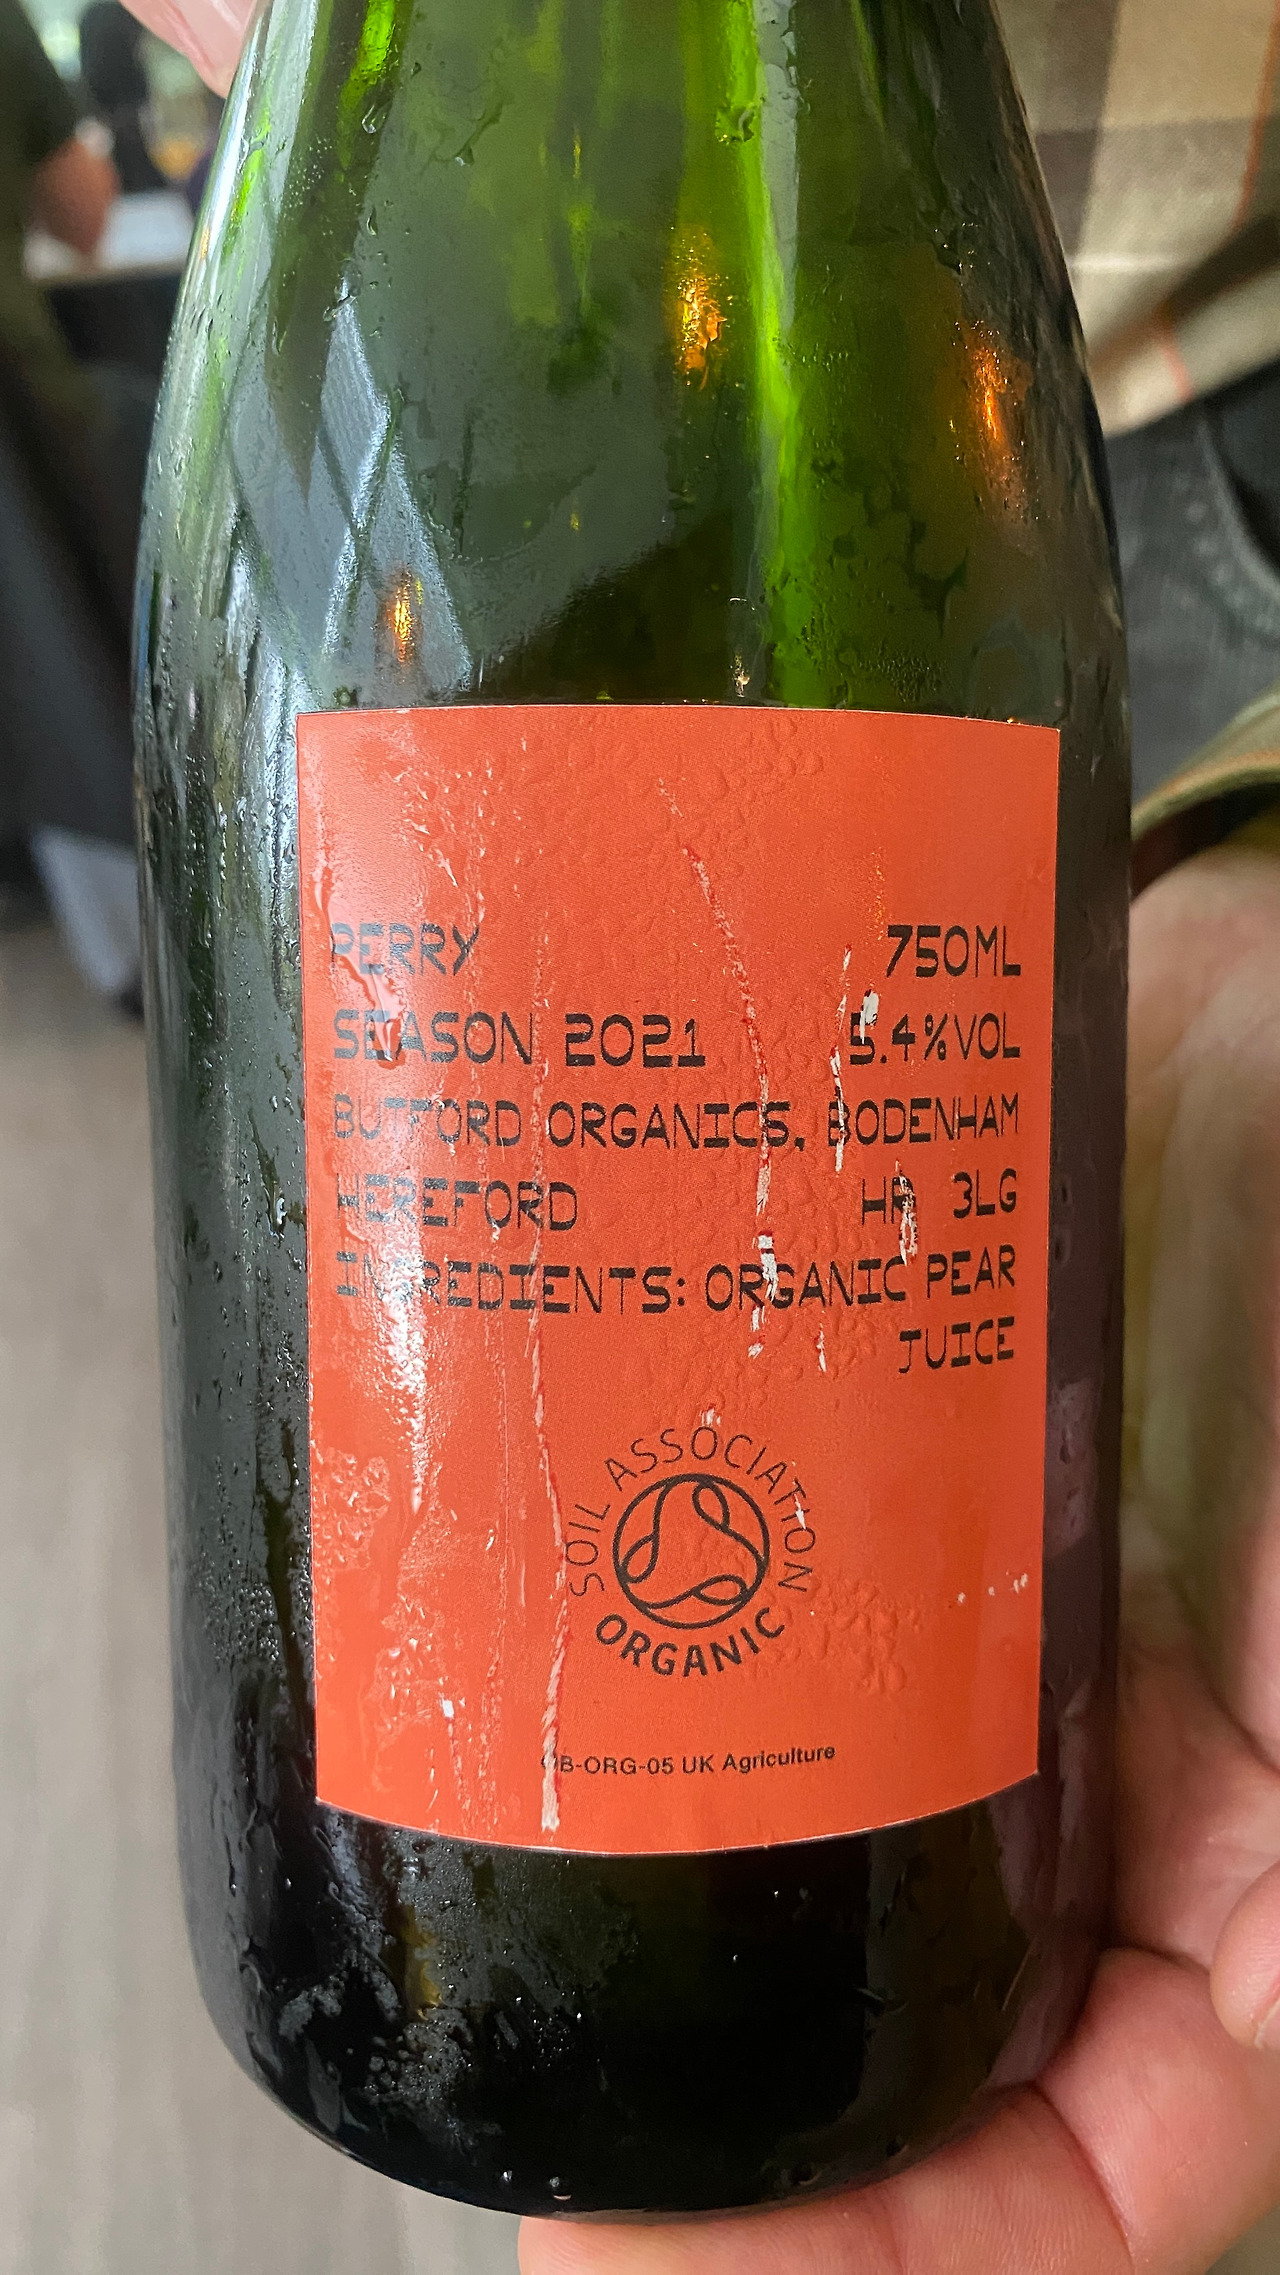 PERRY 750ML
SEASON 2021 5.4%VOL
BUTFORD ORGANICS, BODENHAM
HEREFORD 3LG
INGREDIENTS: ORGANIC PEAR
JUICE
SOIL ASSOCIATION
ORGANIC
GB-ORG-05 UK Agriculture